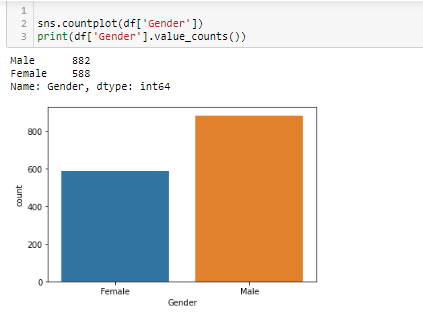 1
2 sns.countplot(df['Gender'])
3 print(df['Gender'].value_counts())
Male 882
Female 588
Name: Gender, dtype: int64
800
600
400
200
0
count
Female Male
Gender